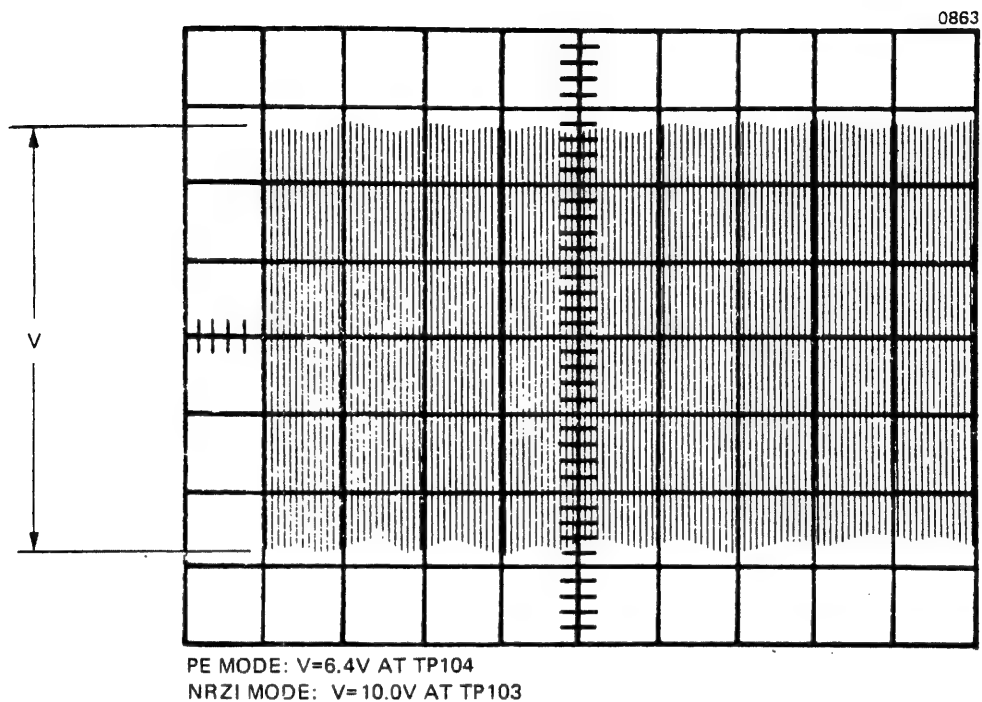 0863
V
PE MODE: V=6.4V AT TP104
NRZI MODE: V=10.0V AT TP103